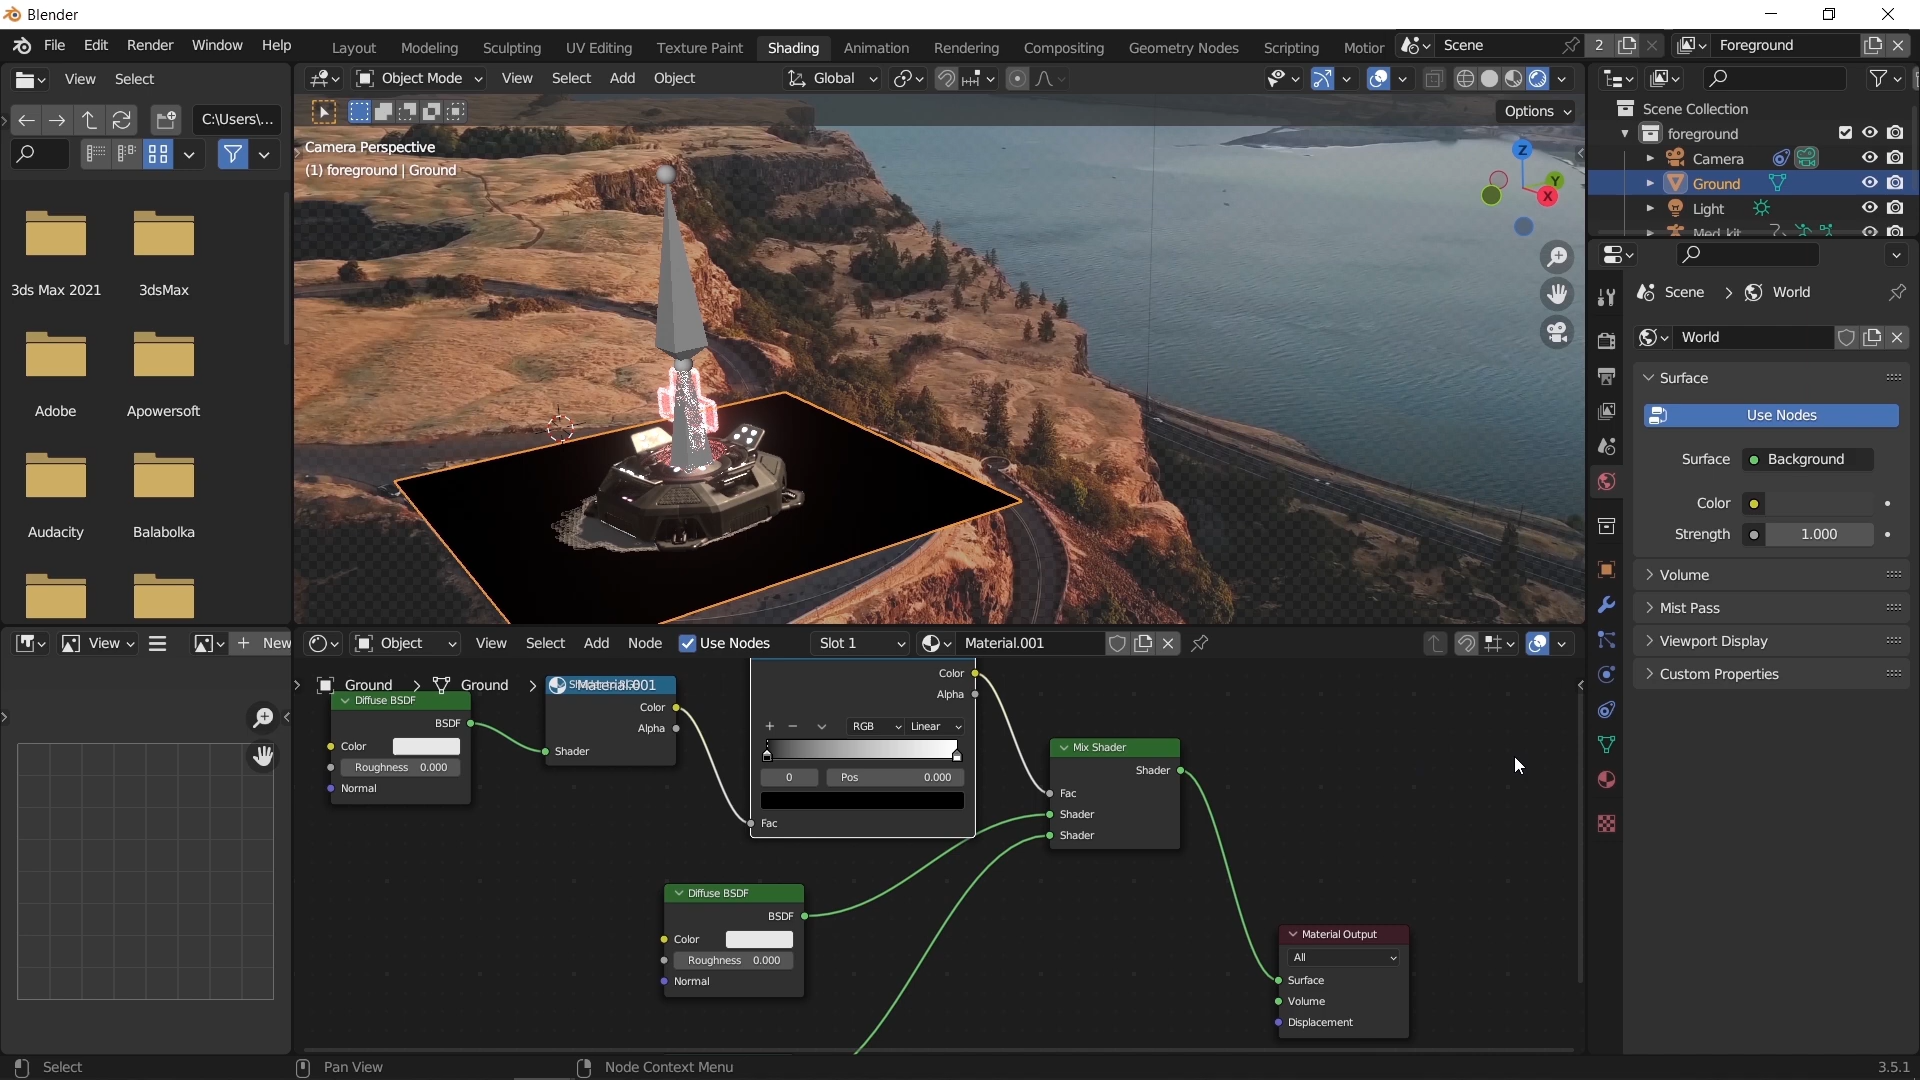 Blender
File Edit Render Window Help
Layout Modeling Sculpting UV Editing Texture Paint Shading Animation Rendering Compositing Geometry Nodes Scripting Motior
Scene 2 Foreground
View Select
Object Mode View Select Add Object Global
C:\Users\...
Options
Camera Perspective
(1) foreground | Ground
Z
Y
X
3ds Max 2021 3dsMax
Adobe Apowersoft
Audacity Balabolka
Scene Collection
foreground
Camera
Ground
Light
Med_kit
Scene > World
World
Surface
Use Nodes
Surface Background
Color
Strength 1.000
Volume
Mist Pass
Viewport Display
Custom Properties
View New
Object View Select Add Node Use Nodes Slot 1 Material.001
Ground > Ground > Material.001
Diffuse BSDF
BSDF
Color
Roughness 0.000
Normal
Color
Alpha
Shader
Color
Alpha
RGB Linear
0 Pos 0.000
Fac
Mix Shader
Shader
Fac
Shader
Shader
Diffuse BSDF
BSDF
Color
Roughness 0.000
Normal
Material Output
All
Surface
Volume
Displacement
Select Pan View Node Context Menu 3.5.1